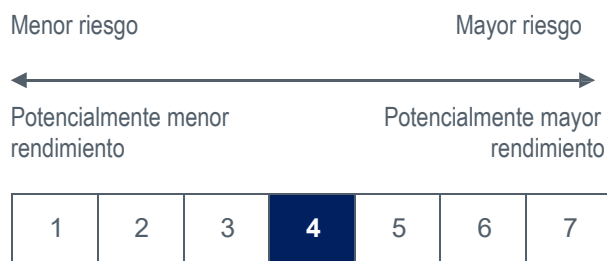 Menor riesgo Mayor riesgo
Potencialmente menor Potencialmente mayor
rendimiento rendimiento
1 2 3 4 5 6 7